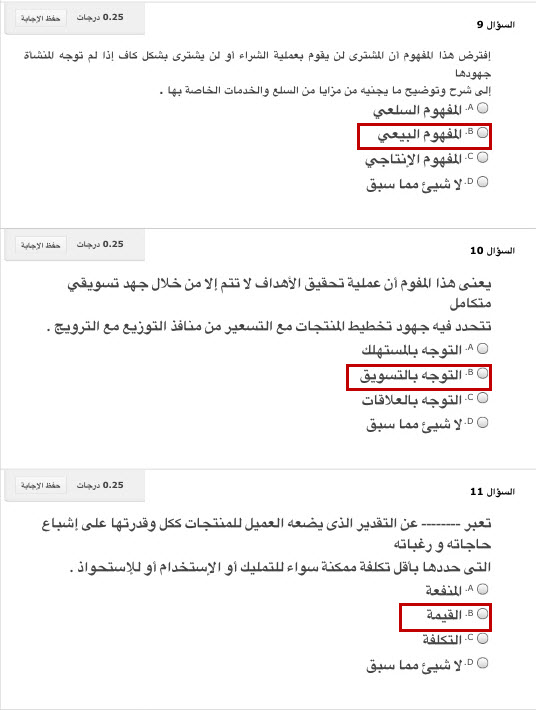 السؤال 9
0.25 درجات
حفظ الإجابة
إفترض هذا المفهوم أن المشترى لن يقوم بعملية الشراء أو لن يشترى بشكل كاف إذا لم توجه المنشأة
جهودها
إلى شرح وتوضيح ما يجنيه من مزايا من السلع والخدمات الخاصة بها .
A. المفهوم السلعي
B. المفهوم البيعي
C. المفهوم الإنتاجي
D. لا شيئ مما سبق
السؤال 10
0.25 درجات
حفظ الإجابة
يعنى هذا المفوم أن عملية تحقيق الأهداف لا تتم إلا من خلال جهد تسويقي
متكامل
تتحدد فيه جهود تخطيط المنتجات مع التسعير من منافذ التوزيع مع الترويج .
A. التوجه بالمستهلك
B. التوجه بالتسويق
C. التوجه بالعلاقات
D. لا شيئ مما سبق
السؤال 11
0.25 درجات
حفظ الإجابة
تعبر -------- عن التقدير الذى يضعه العميل للمنتجات ككل وقدرتها على إشباع
حاجاته و رغباته
التى حددها بأقل تكلفة ممكنة سواء للتمليك أو الإستخدام أو للإستحواذ .
A. المنفعة
B. القيمة
C. التكلفة
D. لا شيئ مما سبق